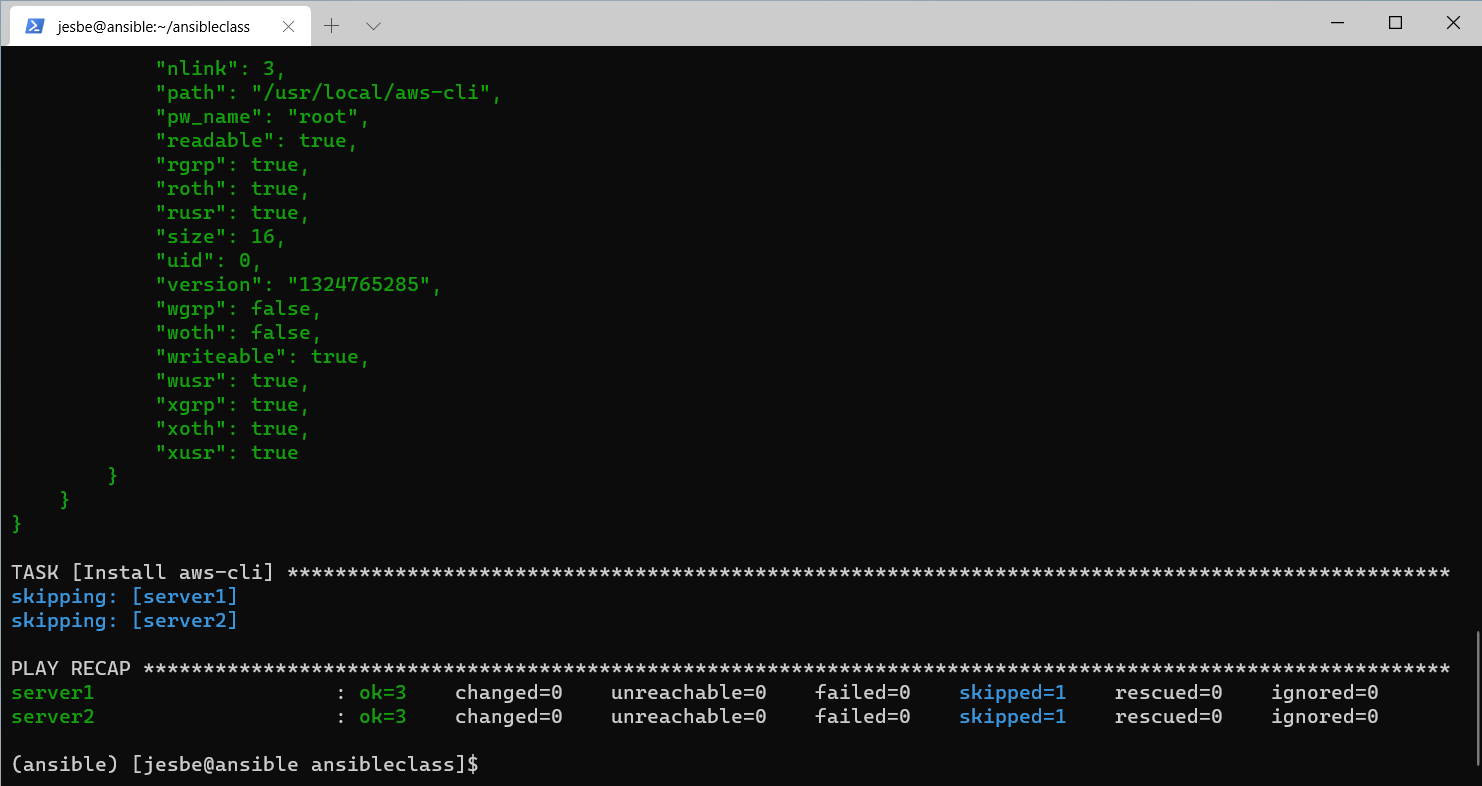 jesbe@ansible:~/ansibleclass
            "nlink": 3,
            "path": "/usr/local/aws-cli",
            "pw_name": "root",
            "readable": true,
            "rgrp": true,
            "roth": true,
            "rusr": true,
            "size": 16,
            "uid": 0,
            "version": "1324765285",
            "wgrp": false,
            "woth": false,
            "writeable": true,
            "wusr": true,
            "xgrp": true,
            "xoth": true,
            "xusr": true
        }
    }
}
TASK [Install aws-cli] *************************************************************************************************
skipping: [server1]
skipping: [server2]
PLAY RECAP *************************************************************************************************************
server1                    : ok=3    changed=0    unreachable=0    failed=0    skipped=1    rescued=0    ignored=0
server2                    : ok=3    changed=0    unreachable=0    failed=0    skipped=1    rescued=0    ignored=0
(ansible) [jesbe@ansible ansibleclass]$